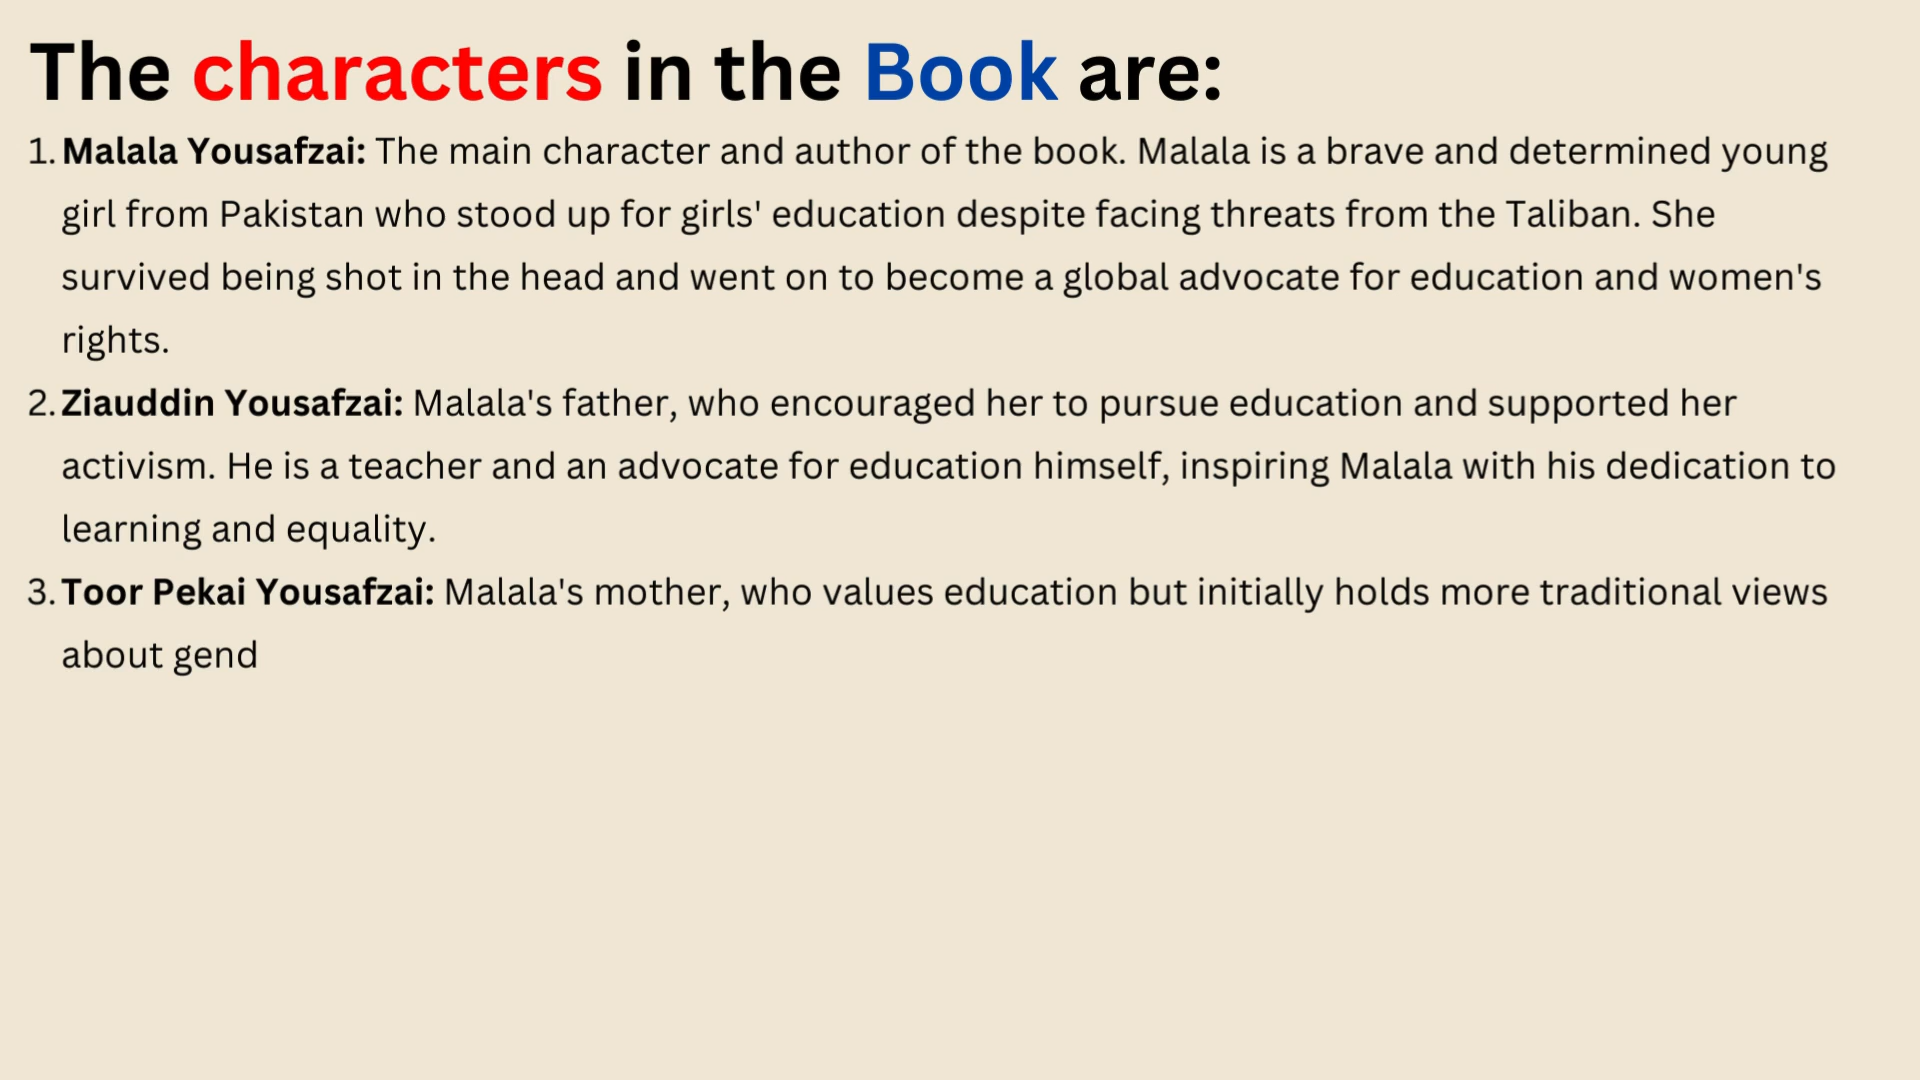 The characters in the Book are:
1. Malala Yousafzai: The main character and author of the book. Malala is a brave and determined young
girl from Pakistan who stood up for girls' education despite facing threats from the Taliban. She
survived being shot in the head and went on to become a global advocate for education and women's
rights.
2. Ziauddin Yousafzai: Malala's father, who encouraged her to pursue education and supported her
activism. He is a teacher and an advocate for education himself, inspiring Malala with his dedication to
learning and equality.
3. Toor Pekai Yousafzai: Malala's mother, who values education but initially holds more traditional views
about gend